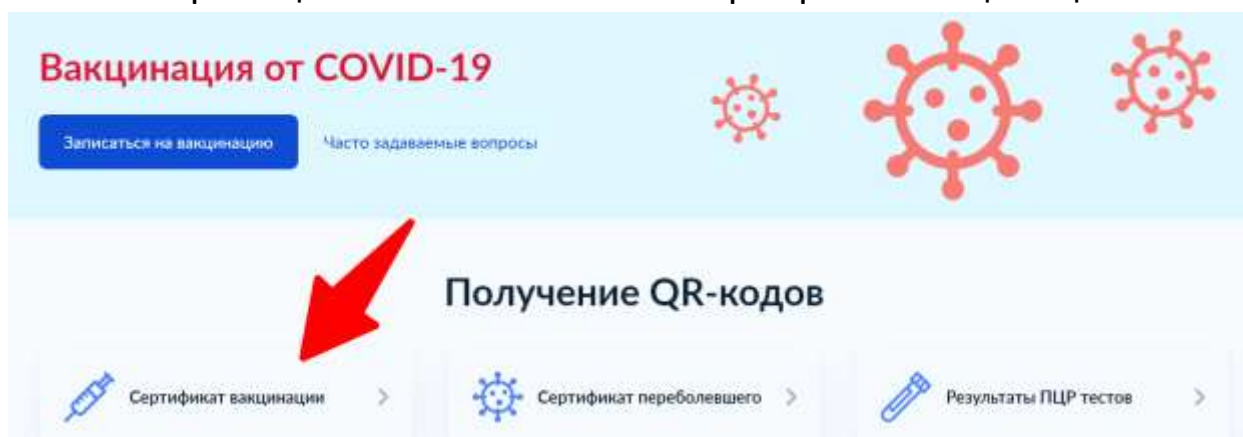 Вакцинация от COVID-19
Записаться на вакцинацию
Часто задаваемые вопросы
Получение QR-кодов
Сертификат вакцинации
Сертификат переболевшего
Результаты ПЦР тестов